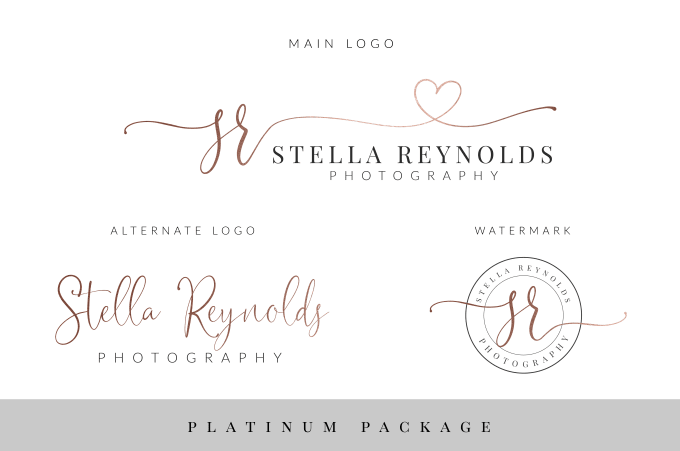 MAIN LOGO
sr
STELLA REYNOLDS
PHOTOGRAPHY
ALTERNATE LOGO
Stella Reynolds
PHOTOGRAPHY
WATERMARK
STELLA REYNOLDS
sr
PHOTOGRAPHY
PLATINUM PACKAGE